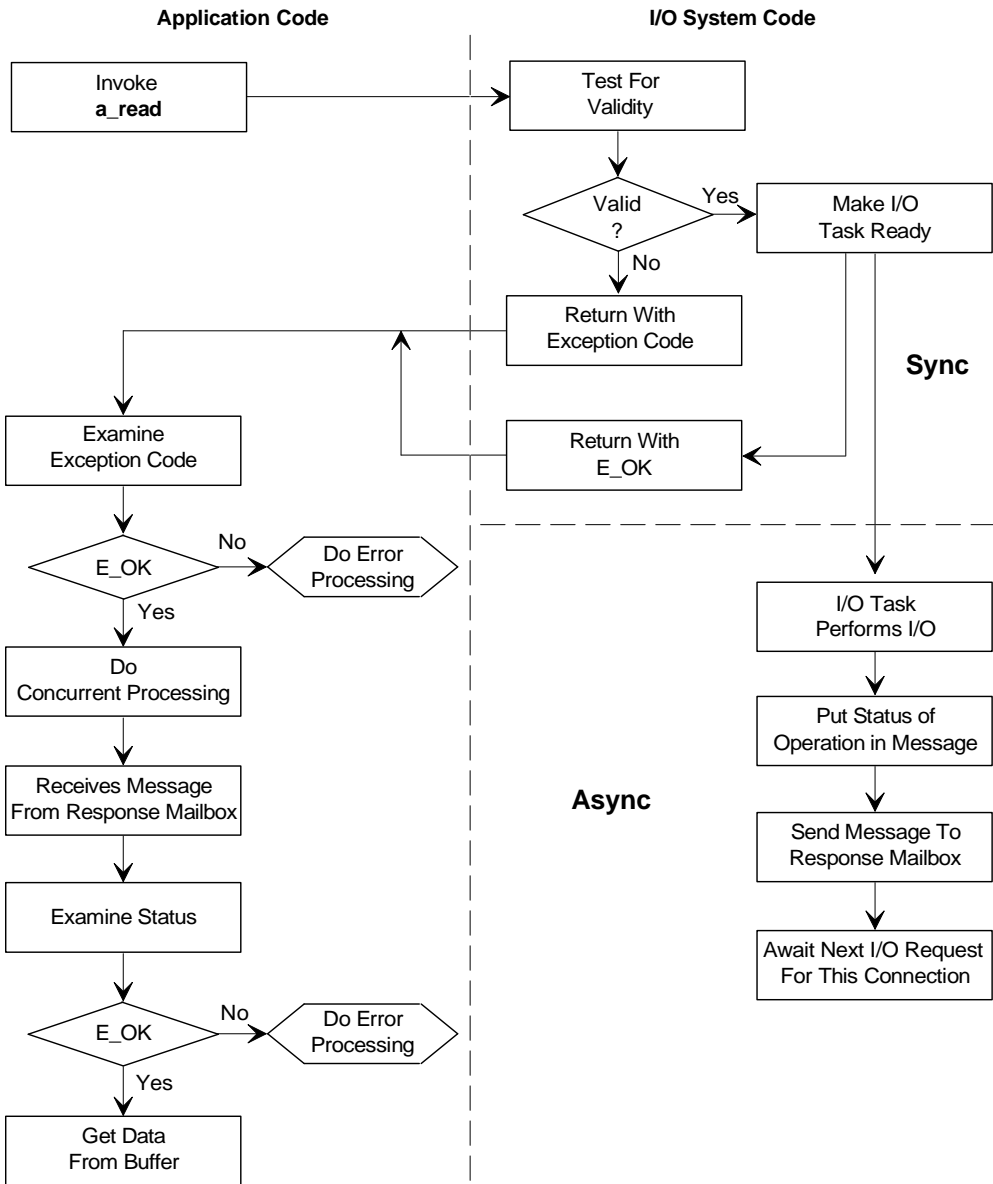 Application Code
I/O System Code
Invoke
a_read
Test For
Validity
Valid
?
Yes
Make I/O
Task Ready
No
Return With
Exception Code
Sync
Examine
Exception Code
Return With
E_OK
E_OK
No
Do Error
Processing
Yes
I/O Task
Performs I/O
Do
Concurrent Processing
Put Status of
Operation in Message
Receives Message
From Response Mailbox
Async
Send Message To
Response Mailbox
Examine Status
Await Next I/O Request
For This Connection
E_OK
No
Do Error
Processing
Yes
Get Data
From Buffer